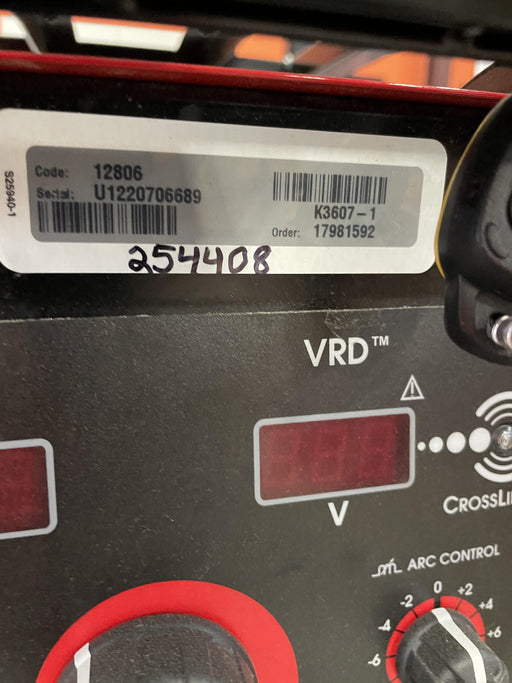 S25940-1
Code: 12806
Serial: U1220706689
K3607-1
Order: 17981592
254408
VRD™
V
CROSSLI
ARC CONTROL
-6 -4 -2 0 +2 +4 +6